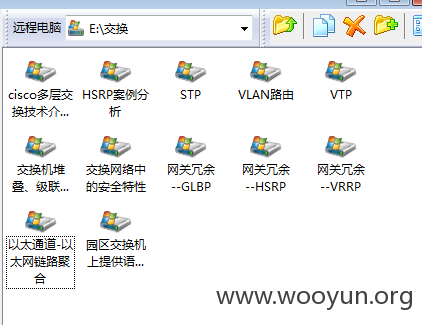 远程电脑 E:\交换
cisco多层交
换技术介...
HSRP案例分
析
STP
VLAN路由
VTP
交换机堆
叠、级联...
交换网络中
的安全特性
网关冗余
--GLBP
网关冗余
--HSRP
网关冗余
--VRRP
以太通道-以
太网链路聚
合
园区交换机
上提供语...
www.wooyun.org